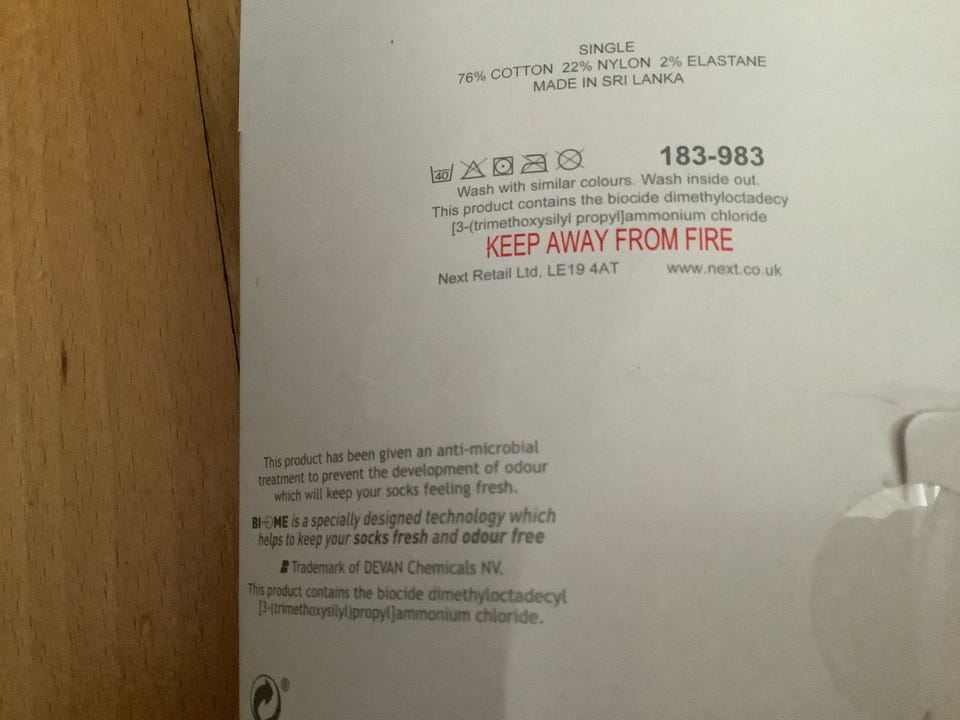 SINGLE
76% COTTON 22% NYLON 2% ELASTANE
MADE IN SRI LANKA
40
183-983
Wash with similar colours. Wash inside out.
This product contains the biocide dimethyloctadecy
[3-(trimethoxysilyl propyl]ammonium chloride
KEEP AWAY FROM FIRE
Next Retail Ltd, LE19 4AT www.next.co.uk
This product has been given an anti-microbial
treatment to prevent the development of odour
which will keep your socks feeling fresh.
BI-OME is a specially designed technology which
helps to keep your socks fresh and odour free
Trademark of DEVAN Chemicals NV.
This product contains the biocide dimethyloctadecyl
[3-(trimethoxysilyl)propyl]ammonium chloride.
®